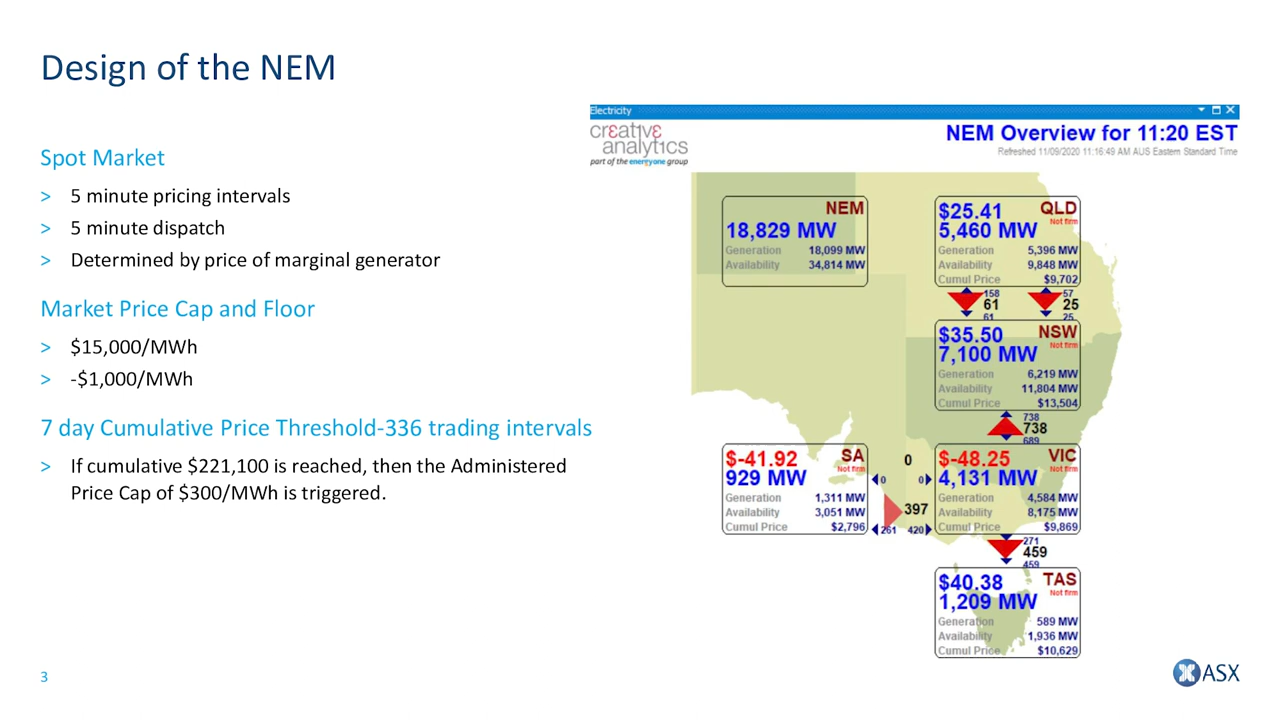 Design of the NEM
Spot Market
> 5 minute pricing intervals
> 5 minute dispatch
> Determined by price of marginal generator
Market Price Cap and Floor
> $15,000/MWh
> -$1,000/MWh
7 day Cumulative Price Threshold-336 trading intervals
> If cumulative $221,100 is reached, then the Administered
Price Cap of $300/MWh is triggered.
3
Electricity
crɛatıvɛ
analytics
part of the energyone group
NEM Overview for 11:20 EST
Refreshed 11/09/2020 11:16:49 AM AUS Eastern Standard Time
NEM
18,829 MW
Generation 18,099 MW
Availability 34,814 MW
$25.41 QLD
Not firm
5,460 MW
Generation 5,396 MW
Availability 9,848 MW
Cumul Price $9,702
158 57
61 25
61 25
$35.50 NSW
Not firm
7,100 MW
Generation 6,219 MW
Availability 11,804 MW
Cumul Price $13,504
738
738
689
$-41.92 SA
Not firm
929 MW
Generation 1,311 MW
Availability 3,051 MW
Cumul Price $2,796
0
0 0
397
261 420
$-48.25 VIC
Not firm
4,131 MW
Generation 4,584 MW
Availability 8,175 MW
Cumul Price $9,869
271
459
459
$40.38 TAS
Not firm
1,209 MW
Generation 589 MW
Availability 1,936 MW
Cumul Price $10,629
ASX